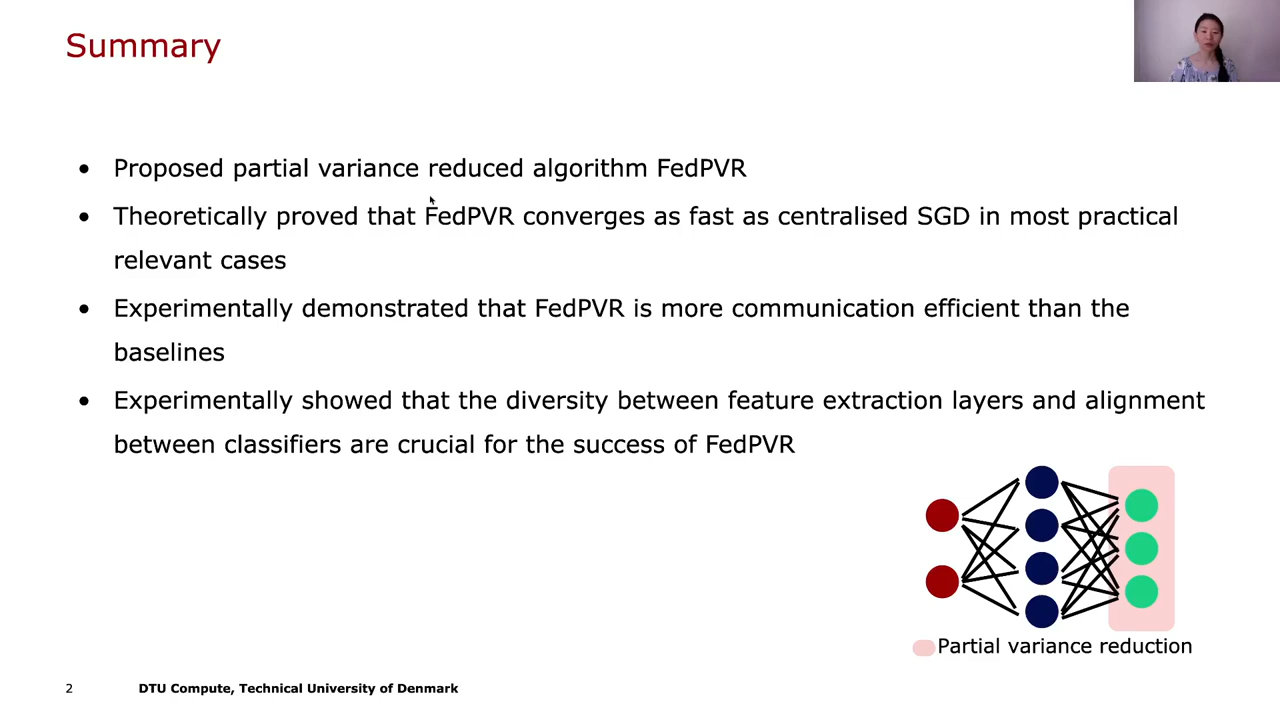 Summary
• Proposed partial variance reduced algorithm FedPVR
• Theoretically proved that FedPVR converges as fast as centralised SGD in most practical
relevant cases
• Experimentally demonstrated that FedPVR is more communication efficient than the
baselines
• Experimentally showed that the diversity between feature extraction layers and alignment
between classifiers are crucial for the success of FedPVR
Partial variance reduction
2 DTU Compute, Technical University of Denmark